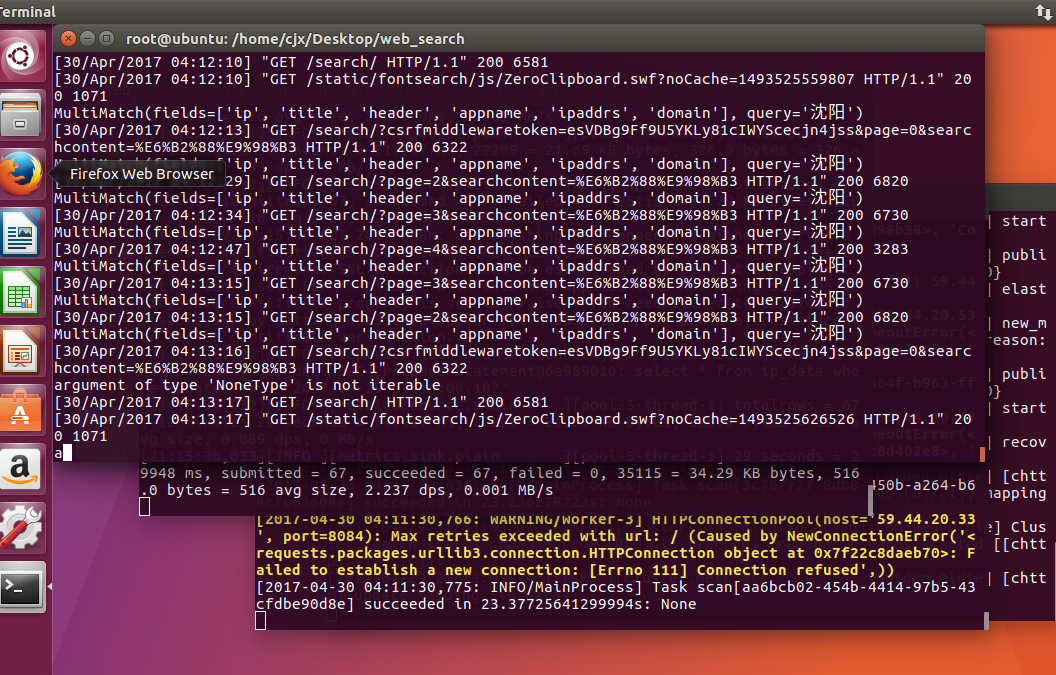 Terminal
root@ubuntu: /home/cjx/Desktop/web_search
[30/Apr/2017 04:12:10] "GET /search/ HTTP/1.1" 200 6581
[30/Apr/2017 04:12:10] "GET /static/fontsearch/js/ZeroClipboard.swf?noCache=1493525559807 HTTP/1.1" 20
0 1071
MultiMatch(fields=['ip', 'title', 'header', 'appname', 'ipaddrs', 'domain'], query='沈阳')
[30/Apr/2017 04:12:13] "GET /search/?csrfmiddlewaretoken=esVDBg9Ff9U5YKLy81cIWYScecjn4jss&page=0&searc
hcontent=%E6%B2%88%E9%98%B3 HTTP/1.1" 200 6322
'ip', 'title', 'header', 'appname', 'ipaddrs', 'domain'], query='沈阳')
Firefox Web Browser
29] "GET /search/?page=2&searchcontent=%E6%B2%88%E9%98%B3 HTTP/1.1" 200 6820
MultiMatch(fields=['ip', 'title', 'header', 'appname', 'ipaddrs', 'domain'], query='沈阳')
[30/Apr/2017 04:12:34] "GET /search/?page=3&searchcontent=%E6%B2%88%E9%98%B3 HTTP/1.1" 200 6730
MultiMatch(fields=['ip', 'title', 'header', 'appname', 'ipaddrs', 'domain'], query='沈阳')
[30/Apr/2017 04:12:47] "GET /search/?page=4&searchcontent=%E6%B2%88%E9%98%B3 HTTP/1.1" 200 3283
MultiMatch(fields=['ip', 'title', 'header', 'appname', 'ipaddrs', 'domain'], query='沈阳')
[30/Apr/2017 04:13:15] "GET /search/?page=3&searchcontent=%E6%B2%88%E9%98%B3 HTTP/1.1" 200 6730
MultiMatch(fields=['ip', 'title', 'header', 'appname', 'ipaddrs', 'domain'], query='沈阳')
[30/Apr/2017 04:13:15] "GET /search/?page=2&searchcontent=%E6%B2%88%E9%98%B3 HTTP/1.1" 200 6820
MultiMatch(fields=['ip', 'title', 'header', 'appname', 'ipaddrs', 'domain'], query='沈阳')
[30/Apr/2017 04:13:16] "GET /search/?csrfmiddlewaretoken=esVDBg9Ff9U5YKLy81cIWYScecjn4jss&page=0&searc
hcontent=%E6%B2%88%E9%98%B3 HTTP/1.1" 200 6322
argument of type 'NoneType' is not iterable
[30/Apr/2017 04:13:17] "GET /search/ HTTP/1.1" 200 6581
[30/Apr/2017 04:13:17] "GET /static/fontsearch/js/ZeroClipboard.swf?noCache=1493525626526 HTTP/1.1" 20
0 1071
a
| start
| publi
}
| elast
| new_m
reason:
| publi
}
| start
| recov
| [chtt
mapping
] Clus
[[chtt
| [chtt
9948 ms, submitted = 67, succeeded = 67, failed = 0, 35115 = 34.29 KB bytes, 516
.0 bytes = 516 avg size, 2.237 dps, 0.001 MB/s
450b-a264-b6
[2017-04-30 04:11:30,766: WARNING/Worker-3] HTTPConnectionPool(host='59.44.20.33
', port=8084): Max retries exceeded with url: / (Caused by NewConnectionError('<
requests.packages.urllib3.connection.HTTPConnection object at 0x7f22c8daeb70>: F
ailed to establish a new connection: [Errno 111] Connection refused',))
[2017-04-30 04:11:30,775: INFO/MainProcess] Task scan[aa6bcb02-454b-4414-97b5-43
cfdbe90d8e] succeeded in 23.37725641299994s: None